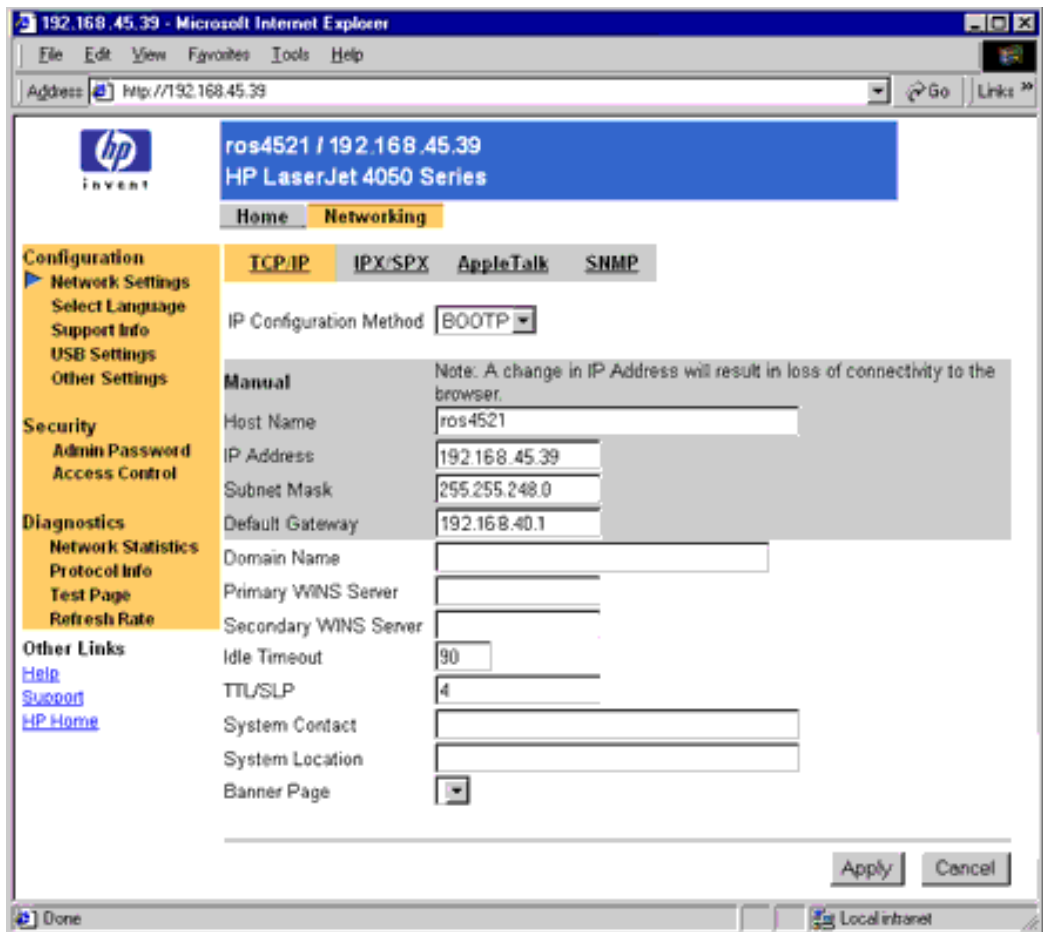 192.168.45.39 - Microsoft Internet Explorer
File Edit View Favorites Tools Help
Address http://192.168.45.39 Go Links »
hp
invent
ros4521 / 192.168.45.39
HP LaserJet 4050 Series
Home Networking
Configuration
Network Settings
Select Language
Support Info
USB Settings
Other Settings
Security
Admin Password
Access Control
Diagnostics
Network Statistics
Protocol Info
Test Page
Refresh Rate
Other Links
Help
Support
HP Home
TCP/IP IPX/SPX AppleTalk SNMP
IP Configuration Method BOOTP
Manual
Note: A change in IP Address will result in loss of connectivity to the
browser.
Host Name ros4521
IP Address 192.168.45.39
Subnet Mask 255.255.248.0
Default Gateway 192.168.40.1
Domain Name
Primary WINS Server
Secondary WINS Server
Idle Timeout 90
TTL/SLP 4
System Contact
System Location
Banner Page
Apply Cancel
Done Local intranet